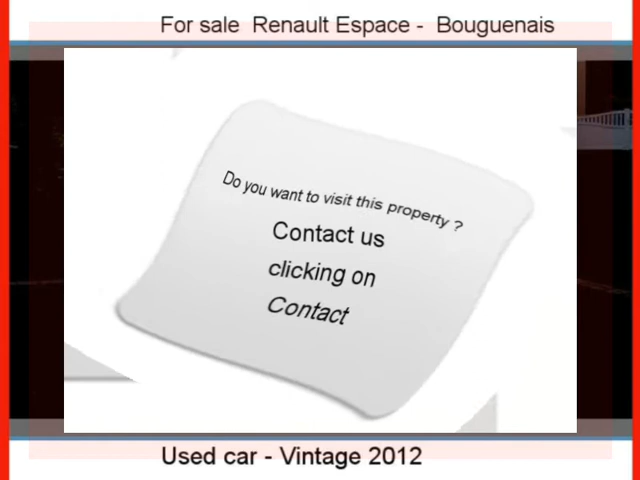 For sale Renault Espace - Bouguenais
Do you want to visit this property ?
Contact us
clicking on
Contact
Used car - Vintage 2012